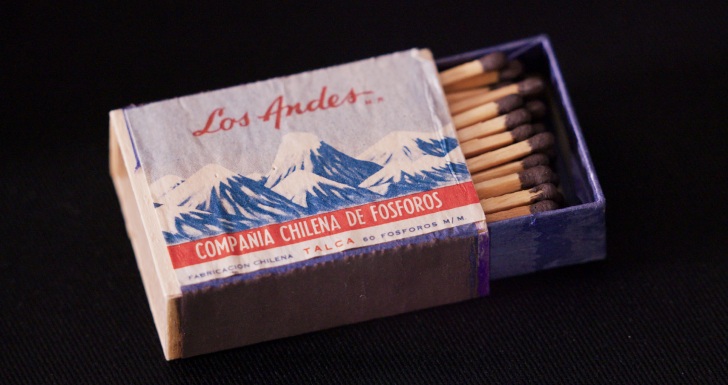 Los Andes M.R.
COMPAÑIA CHILENA DE FOSFOROS
FABRICACION CHILENA TALCA 60 FOSFOROS M/M